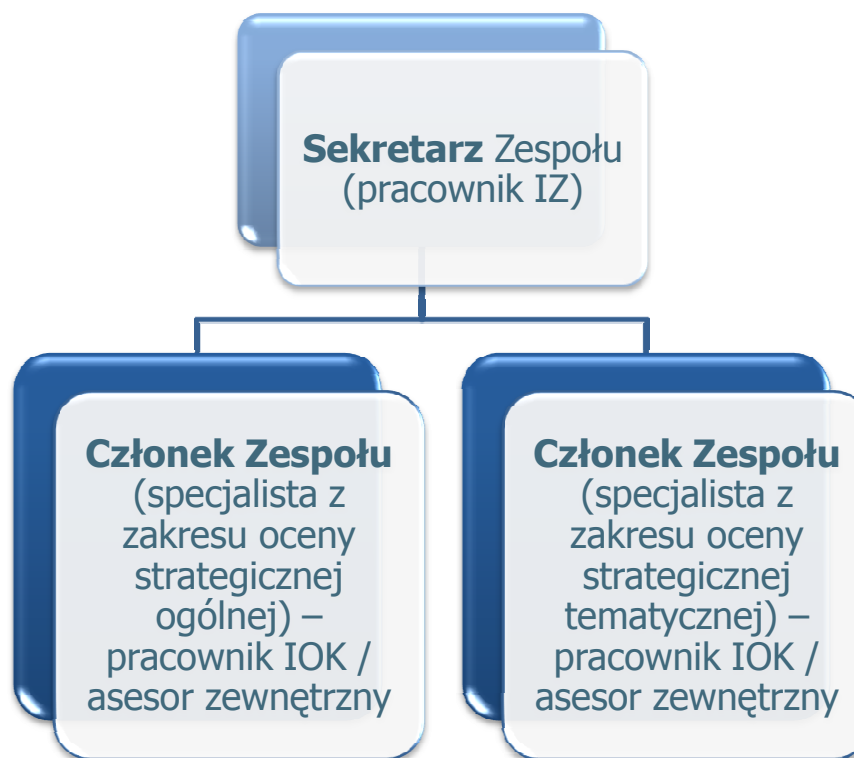 Sekretarz Zespołu
(pracownik IZ)
Członek Zespołu
(specjalista z
zakresu oceny
strategicznej
ogólnej) –
pracownik IOK /
asesor zewnętrzny
Członek Zespołu
(specjalista z
zakresu oceny
strategicznej
tematycznej) –
pracownik IOK /
asesor zewnętrzny